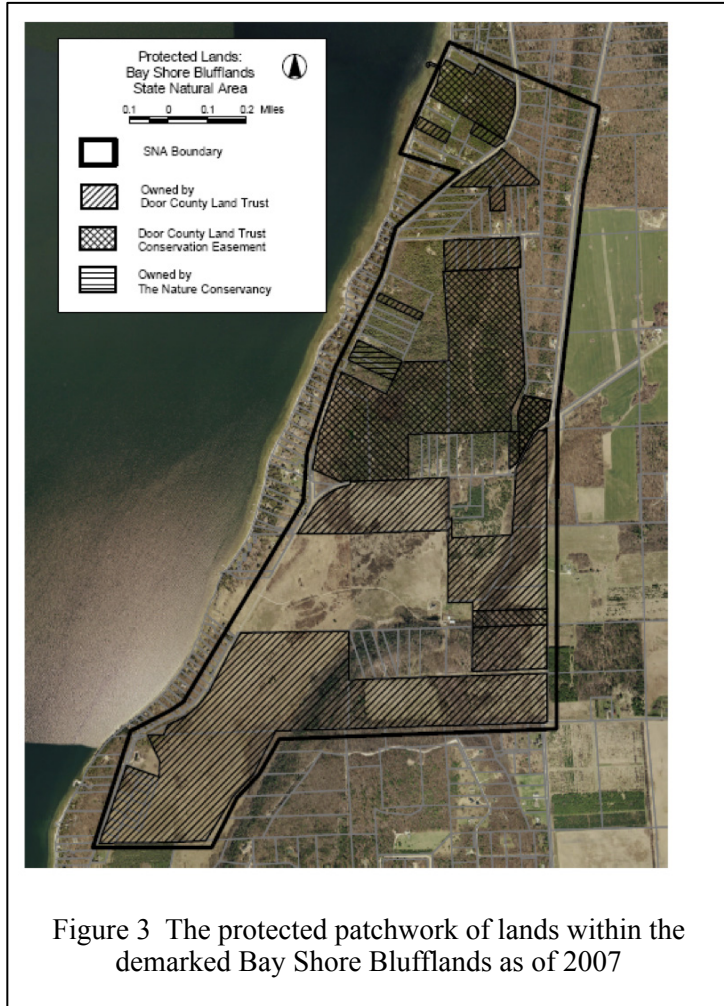 Protected Lands:
Bay Shore Blufflands
State Natural Area
0.1 0 0.1 0.2 Miles
SNA Boundary
Owned by
Door County Land Trust
Door County Land Trust
Conservation Easement
Owned by
The Nature Conservancy
Figure 3 The protected patchwork of lands within the
demarked Bay Shore Blufflands as of 2007